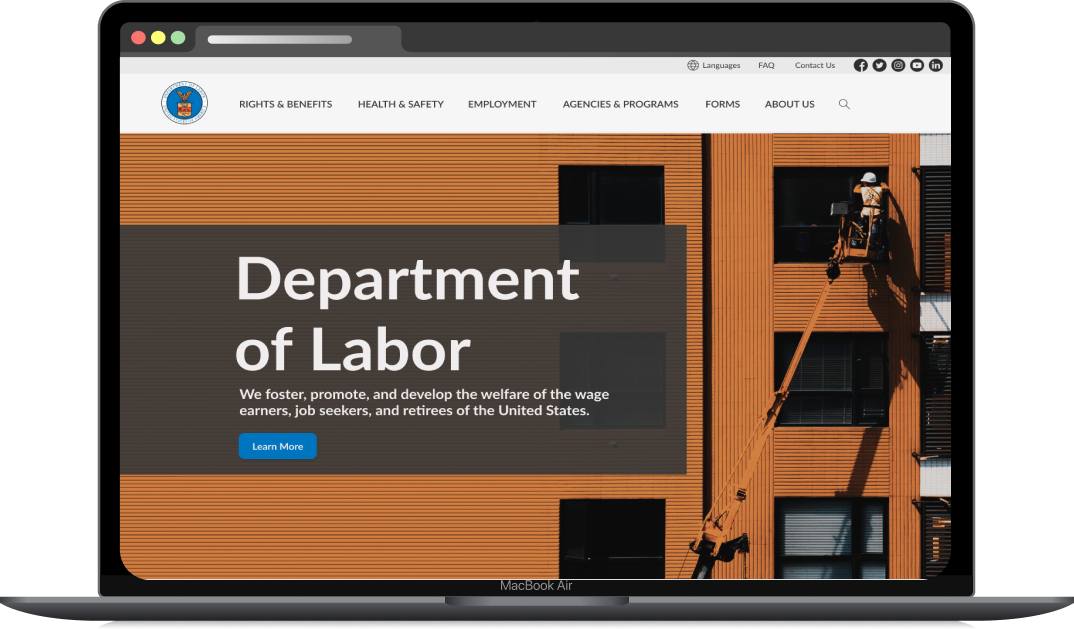 Languages FAQ Contact Us
RIGHTS & BENEFITS HEALTH & SAFETY EMPLOYMENT AGENCIES & PROGRAMS FORMS ABOUT US
Department
of Labor
We foster, promote, and develop the welfare of the wage
earners, job seekers, and retirees of the United States.
Learn More
MacBook Air